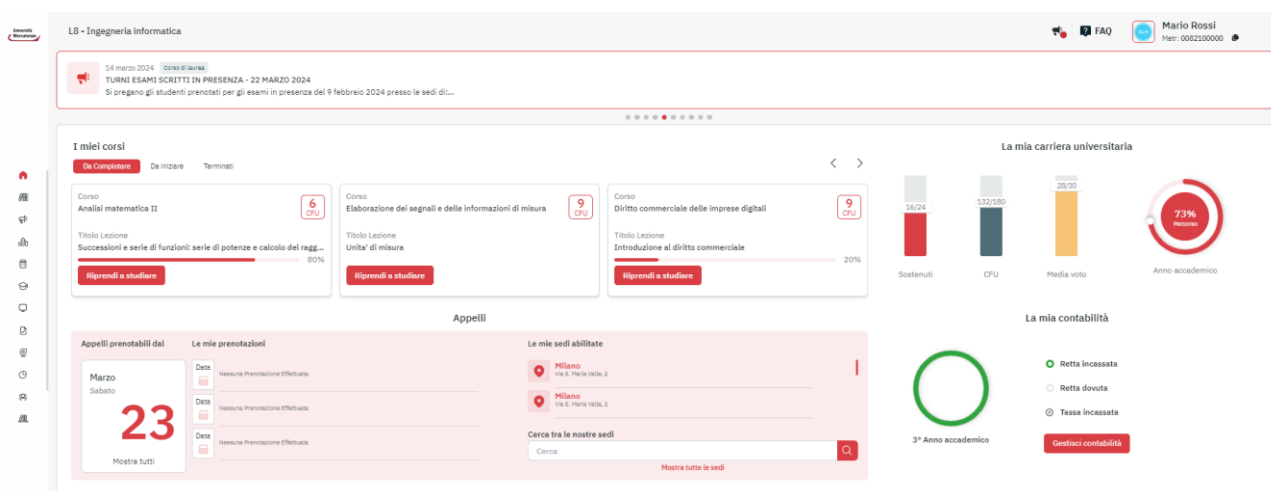 Università
Mercatorum
L8 - Ingegneria informatica
FAQ
Mario Rossi
Matr: 0082100000
14 marzo 2024 Corso di laurea
TURNI ESAMI SCRITTI IN PRESENZA - 22 MARZO 2024
Si pregano gli studenti prenotati per gli esami in presenza del 9 febbraio 2024 presso le sedi di:...
I miei corsi
Da Completare Da iniziare Terminati
Corso
Analisi matematica II
6
CFU
Titolo Lezione
Successioni e serie di funzioni: serie di potenze e calcolo del ragg...
80%
Riprendi a studiare
Corso
Elaborazione dei segnali e delle informazioni di misura
9
CFU
Titolo Lezione
Unita' di misura
Riprendi a studiare
Corso
Diritto commerciale delle imprese digitali
9
CFU
Titolo Lezione
Introduzione al diritto commerciale
20%
Riprendi a studiare
La mia carriera universitaria
16/24
Sostenuti
132/180
CFU
28/30
Media voto
73%
Percorso
Anno accademico
Appelli
Appelli prenotabili dal
Marzo
Sabato
23
Mostra tutti
Le mie prenotazioni
Data
Nessuna Prenotazione Effettuata
Data
Nessuna Prenotazione Effettuata
Data
Nessuna Prenotazione Effettuata
Le mie sedi abilitate
Milano
Via S. Maria Valle, 2
Milano
Via S. Maria Valle, 2
Cerca tra le nostre sedi
Cerca
Mostra tutte le sedi
La mia contabilità
3° Anno accademico
Retta incassata
Retta dovuta
Tassa incassata
Gestisci contabilità